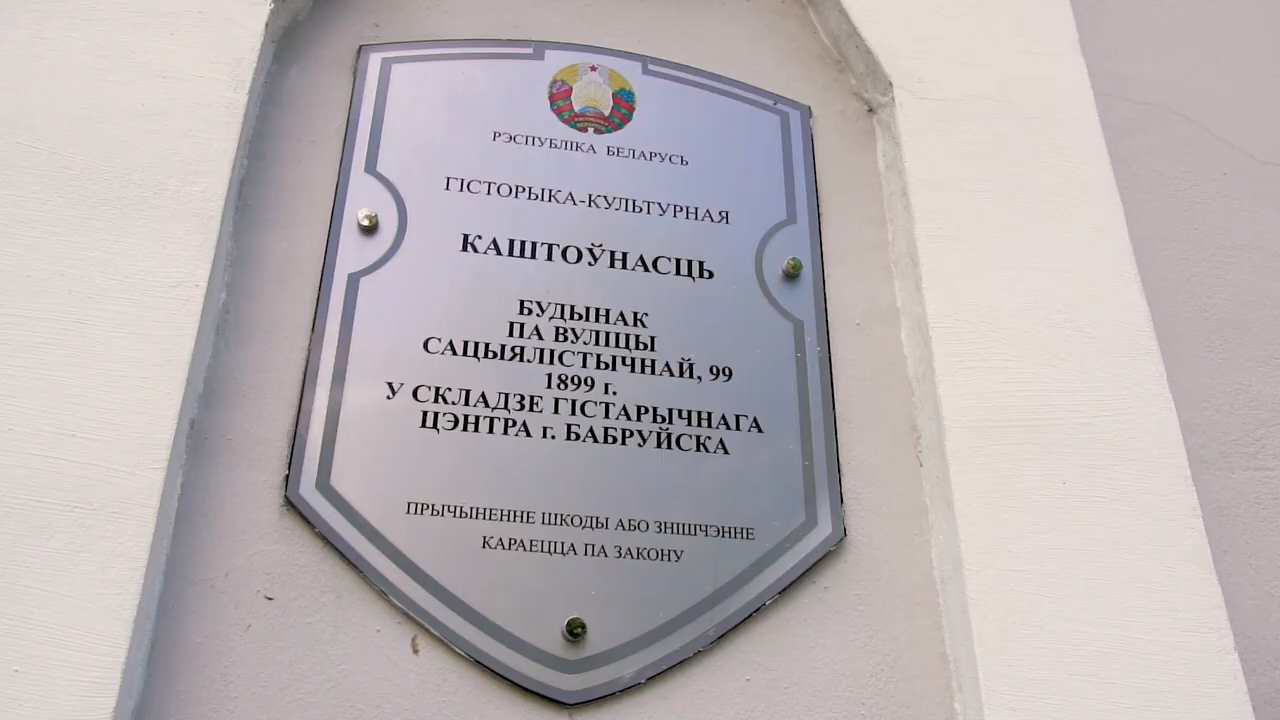 РЭСПУБЛІКА БЕЛАРУСЬ
ГІСТОРЫКА-КУЛЬТУРНАЯ
КАШТОЎНАСЦЬ
БУДЫНАК
ПА ВУЛІЦЫ
САЦЫЯЛІСТЫЧНАЙ, 99
1899 г.
У СКЛАДЗЕ ГІСТАРЫЧНАГА
ЦЭНТРА г. БАБРУЙСКА
ПРЫЧЫНЕННЕ ШКОДЫ АБО ЗНІШЧЭННЕ
КАРАЕЦЦА ПА ЗАКОНУ